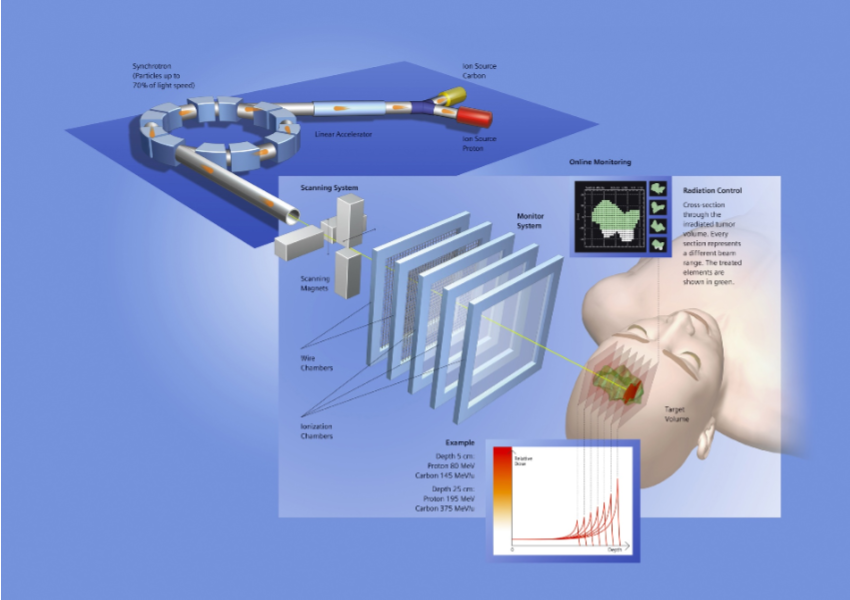 Synchrotron
(Particles up to
70% of light speed)
Ion Source
Carbon
Linear Accelerator
Ion Source
Proton
Online Monitoring
Scanning System
Monitor
System
Radiation Control
Cross-section
through the
irradiated tumor
volume. Every
section represents
a different beam
range. The treated
elements are
shown in green.
Scanning
Magnets
Wire
Chambers
Ionization
Chambers
Target
Volume
Example
Depth 5 cm:
Proton 80 MeV
Carbon 145 MeV/u
Depth 25 cm:
Proton 195 MeV
Carbon 375 MeV/u
Relative
Dose
0
Depth